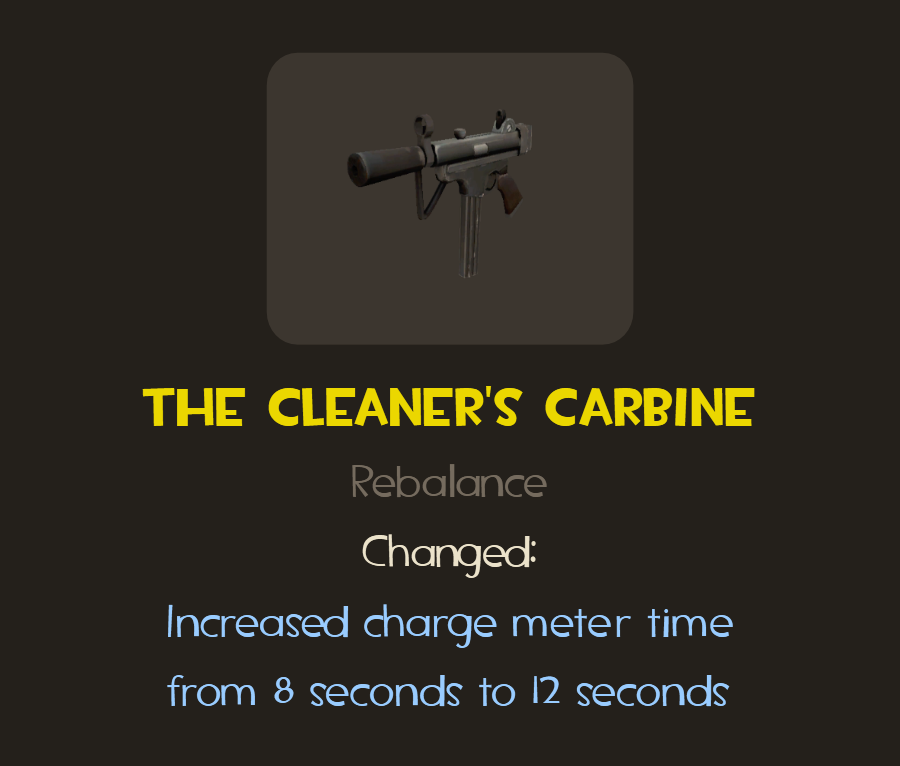 THE CLEANER'S CARBINE
Rebalance
Changed:
Increased charge meter time
from 8 seconds to 12 seconds